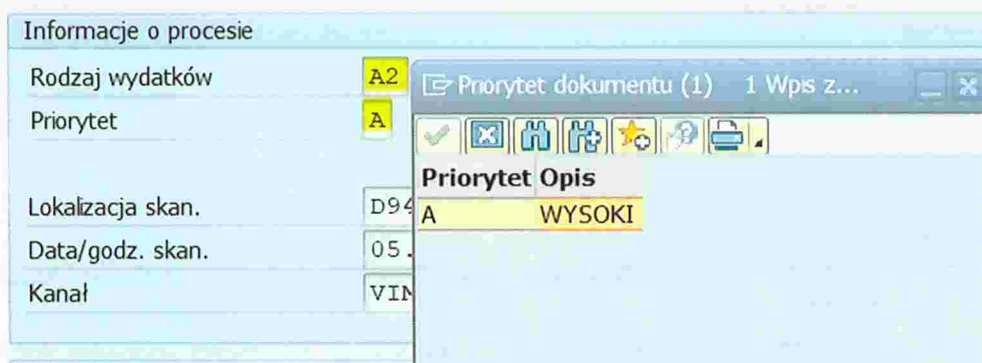 Informacje o procesie
Rodzaj wydatków A2
Priorytet A
Lokalizacja skan. D94
Data/godz. skan. 05.
Kanał VIM
Priorytet dokumentu (1) 1 Wpis z...
Priorytet Opis
A WYSOKI